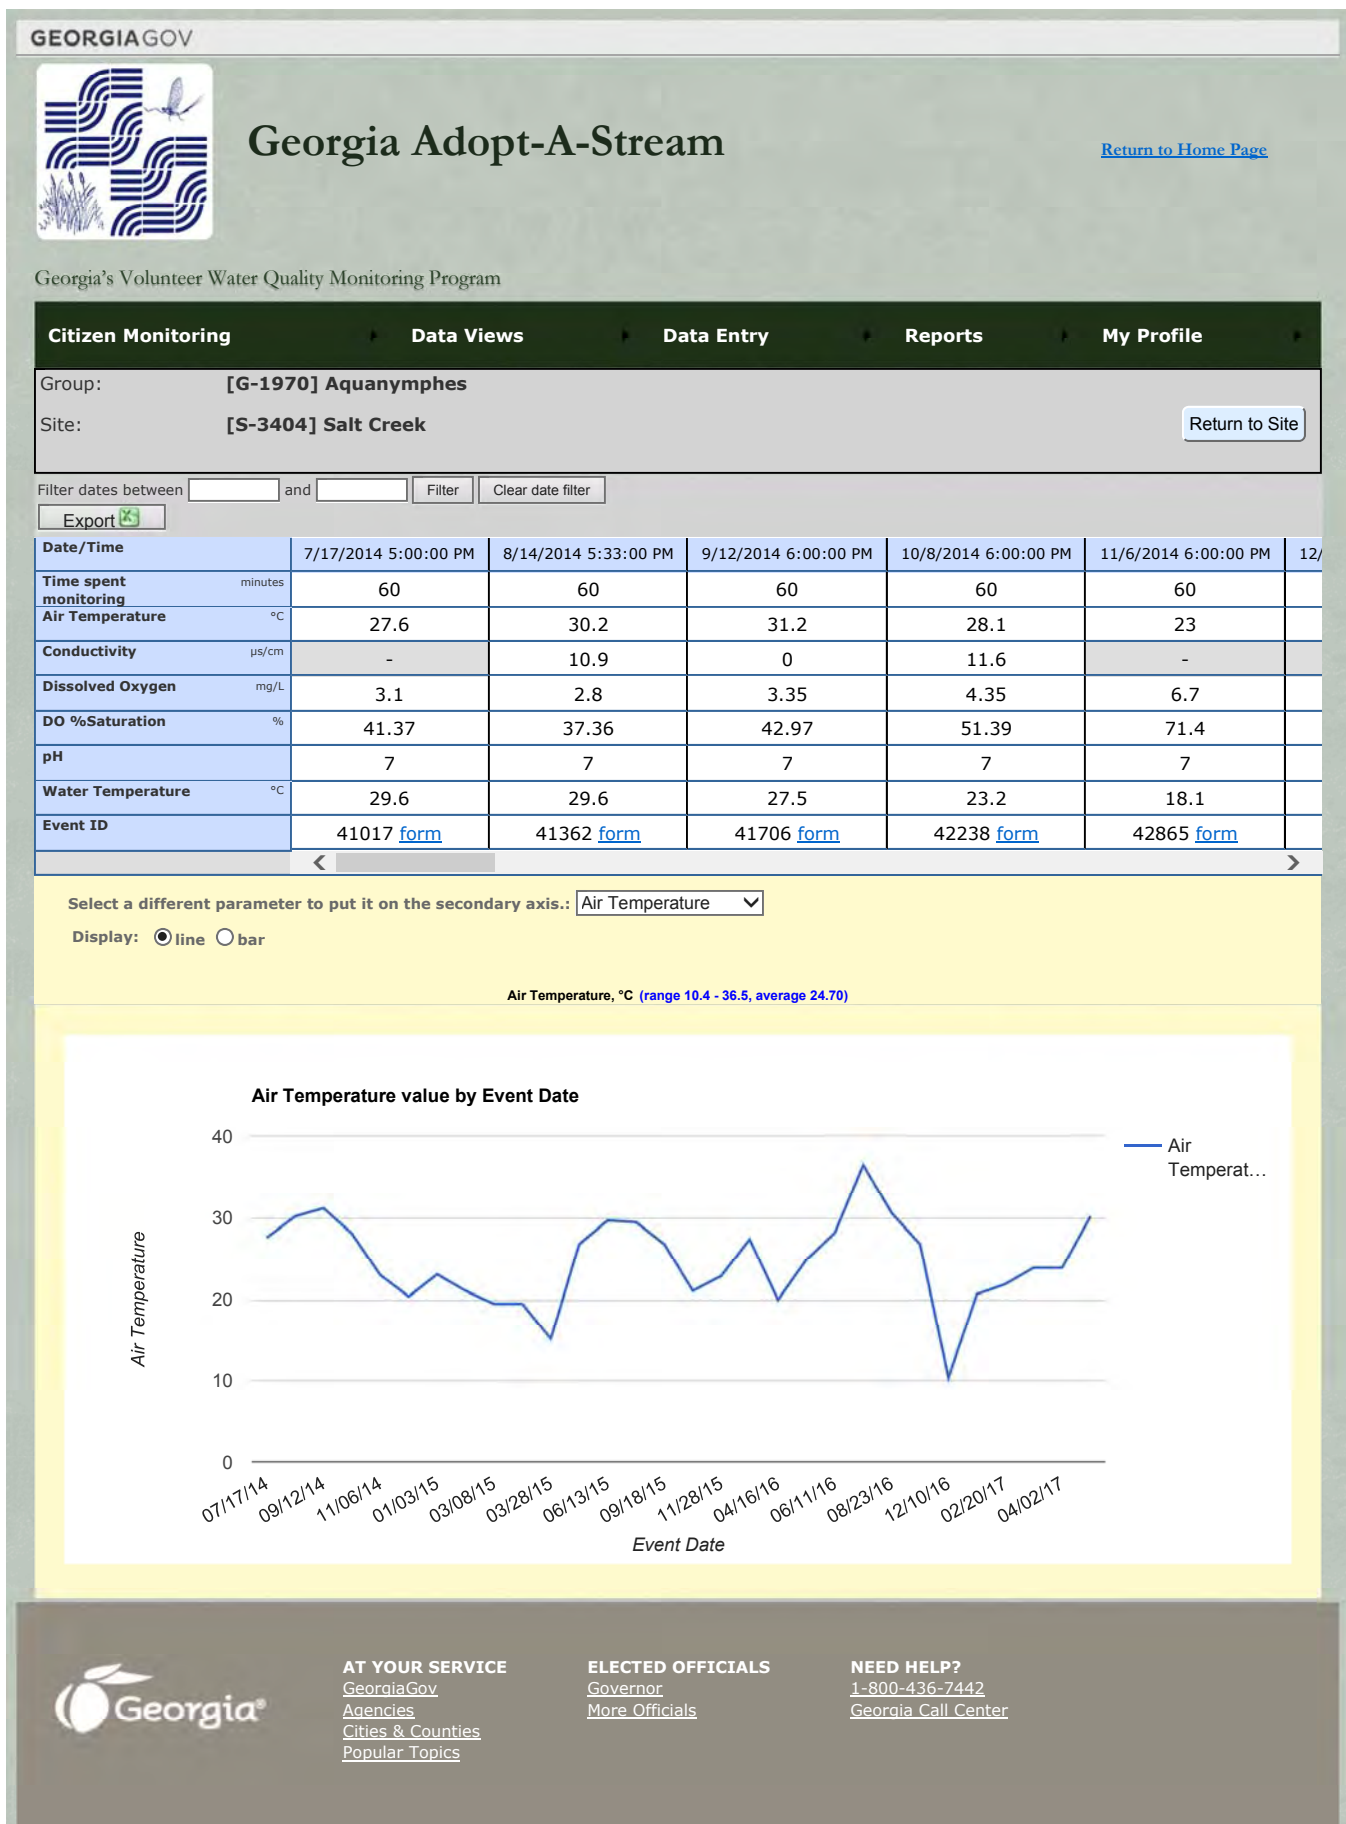 GEORGIAGOV
Georgia Adopt-A-Stream
Return to Home Page
Georgia's Volunteer Water Quality Monitoring Program
Citizen Monitoring Data Views Data Entry Reports My Profile
Group: [G-1970] Aquanymphes
Site: [S-3404] Salt Creek
Return to Site
Filter dates between and Filter Clear date filter
Export
Date/Time 7/17/2014 5:00:00 PM 8/14/2014 5:33:00 PM 9/12/2014 6:00:00 PM 10/8/2014 6:00:00 PM 11/6/2014 6:00:00 PM 12/
Time spent monitoring minutes 60 60 60 60 60
Air Temperature °C 27.6 30.2 31.2 28.1 23
Conductivity µs/cm - 10.9 0 11.6 -
Dissolved Oxygen mg/L 3.1 2.8 3.35 4.35 6.7
DO %Saturation % 41.37 37.36 42.97 51.39 71.4
pH 7 7 7 7 7
Water Temperature °C 29.6 29.6 27.5 23.2 18.1
Event ID 41017 form 41362 form 41706 form 42238 form 42865 form
Select a different parameter to put it on the secondary axis.: Air Temperature
Display: line bar
Air Temperature, °C (range 10.4 - 36.5, average 24.70)
Air Temperature value by Event Date
40
30
20
10
0
Air Temperature
Air
Temperat...
07/17/14 09/12/14 11/06/14 01/03/15 03/08/15 03/28/15 06/13/15 09/18/15 11/28/15 04/16/16 06/11/16 08/23/16 12/10/16 02/20/17 04/02/17
Event Date
Georgia®
AT YOUR SERVICE
GeorgiaGov
Agencies
Cities & Counties
Popular Topics
ELECTED OFFICIALS
Governor
More Officials
NEED HELP?
1-800-436-7442
Georgia Call Center